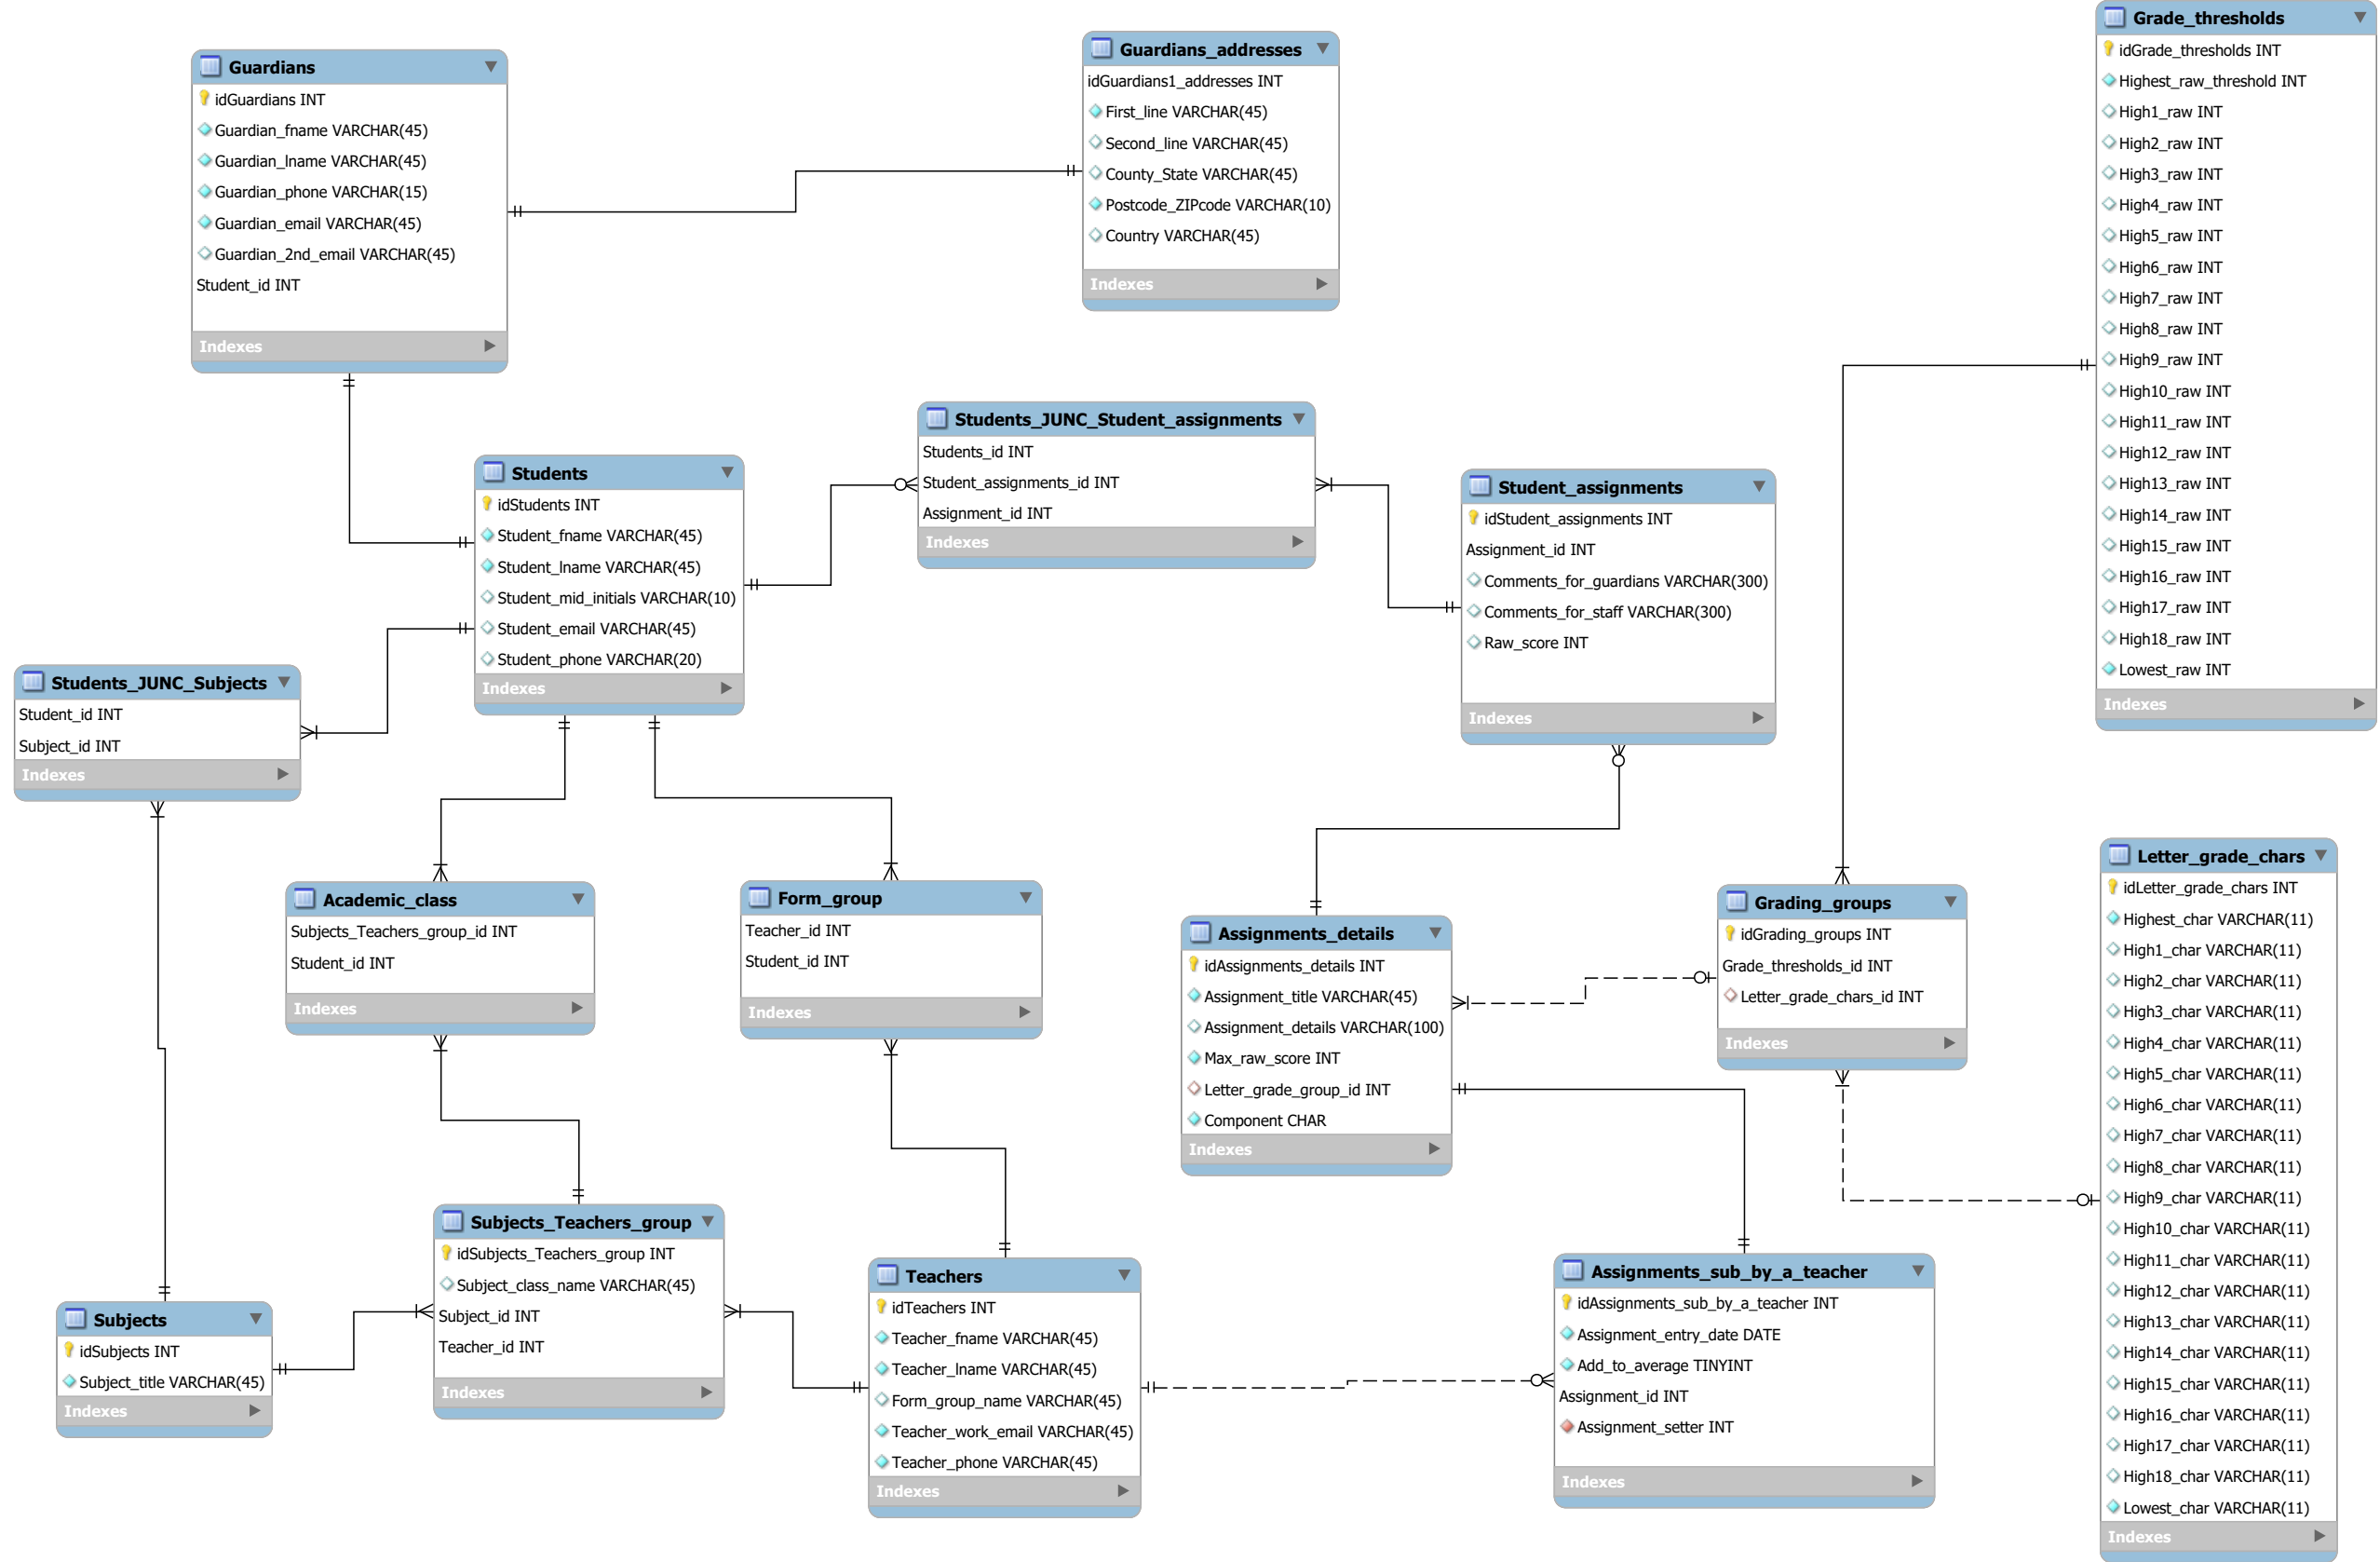 Guardians
idGuardians INT
Guardian_fname VARCHAR(45)
Guardian_lname VARCHAR(45)
Guardian_phone VARCHAR(15)
Guardian_email VARCHAR(45)
Guardian_2nd_email VARCHAR(45)
Student_id INT
Indexes
Guardians_addresses
idGuardians1_addresses INT
First_line VARCHAR(45)
Second_line VARCHAR(45)
County_State VARCHAR(45)
Postcode_ZIPcode VARCHAR(10)
Country VARCHAR(45)
Indexes
Grade_thresholds
idGrade_thresholds INT
Highest_raw_threshold INT
High1_raw INT
High2_raw INT
High3_raw INT
High4_raw INT
High5_raw INT
High6_raw INT
High7_raw INT
High8_raw INT
High9_raw INT
High10_raw INT
High11_raw INT
High12_raw INT
High13_raw INT
High14_raw INT
High15_raw INT
High16_raw INT
High17_raw INT
High18_raw INT
Lowest_raw INT
Indexes
Students_JUNC_Student_assignments
Students_id INT
Student_assignments_id INT
Assignment_id INT
Indexes
Students
idStudents INT
Student_fname VARCHAR(45)
Student_lname VARCHAR(45)
Student_mid_initials VARCHAR(10)
Student_email VARCHAR(45)
Student_phone VARCHAR(20)
Indexes
Student_assignments
idStudent_assignments INT
Assignment_id INT
Comments_for_guardians VARCHAR(300)
Comments_for_staff VARCHAR(300)
Raw_score INT
Indexes
Students_JUNC_Subjects
Student_id INT
Subject_id INT
Indexes
Academic_class
Subjects_Teachers_group_id INT
Student_id INT
Indexes
Form_group
Teacher_id INT
Student_id INT
Indexes
Assignments_details
idAssignments_details INT
Assignment_title VARCHAR(45)
Assignment_details VARCHAR(100)
Max_raw_score INT
Letter_grade_group_id INT
Component CHAR
Indexes
Grading_groups
idGrading_groups INT
Grade_thresholds_id INT
Letter_grade_chars_id INT
Indexes
Letter_grade_chars
idLetter_grade_chars INT
Highest_char VARCHAR(11)
High1_char VARCHAR(11)
High2_char VARCHAR(11)
High3_char VARCHAR(11)
High4_char VARCHAR(11)
High5_char VARCHAR(11)
High6_char VARCHAR(11)
High7_char VARCHAR(11)
High8_char VARCHAR(11)
High9_char VARCHAR(11)
High10_char VARCHAR(11)
High11_char VARCHAR(11)
High12_char VARCHAR(11)
High13_char VARCHAR(11)
High14_char VARCHAR(11)
High15_char VARCHAR(11)
High16_char VARCHAR(11)
High17_char VARCHAR(11)
High18_char VARCHAR(11)
Lowest_char VARCHAR(11)
Indexes
Subjects
idSubjects INT
Subject_title VARCHAR(45)
Indexes
Subjects_Teachers_group
idSubjects_Teachers_group INT
Subject_class_name VARCHAR(45)
Subject_id INT
Teacher_id INT
Indexes
Teachers
idTeachers INT
Teacher_fname VARCHAR(45)
Teacher_lname VARCHAR(45)
Form_group_name VARCHAR(45)
Teacher_work_email VARCHAR(45)
Teacher_phone VARCHAR(45)
Indexes
Assignments_sub_by_a_teacher
idAssignments_sub_by_a_teacher INT
Assignment_entry_date DATE
Add_to_average TINYINT
Assignment_id INT
Assignment_setter INT
Indexes